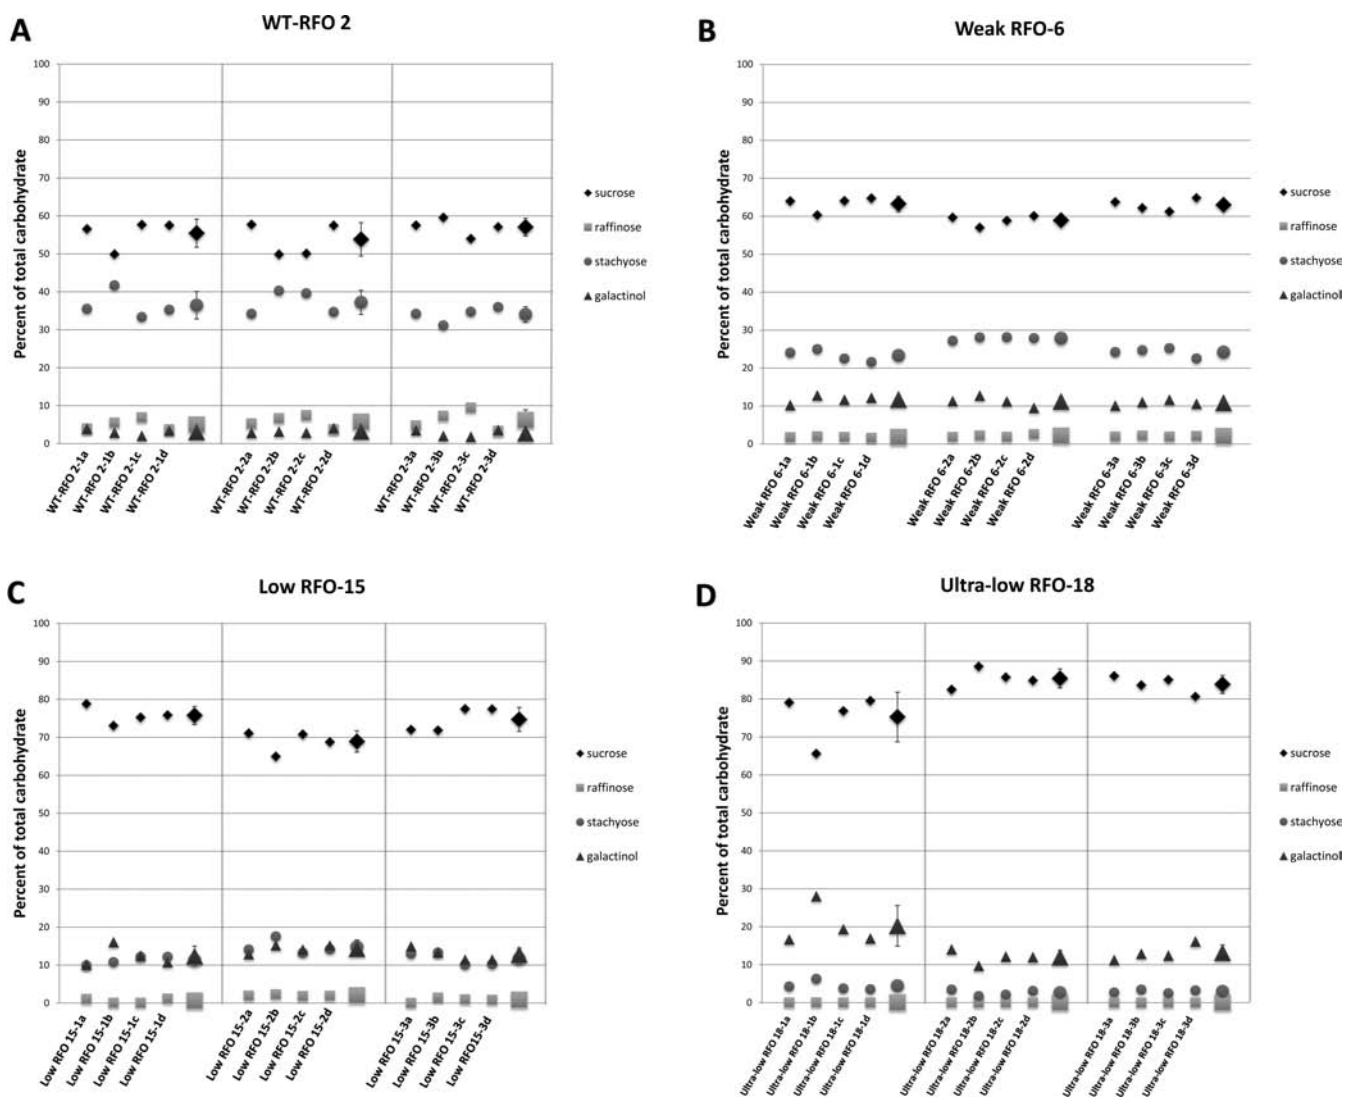 A
WT-RFO 2
Percent of total carbohydrate
100
90
80
70
60
50
40
30
20
10
0
WT-RFO 2-1a
WT-RFO 2-1b
WT-RFO 2-1c
WT-RFO 2-1d
WT-RFO 2-2a
WT-RFO 2-2b
WT-RFO 2-2c
WT-RFO 2-2d
WT-RFO 2-3a
WT-RFO 2-3b
WT-RFO 2-3c
WT-RFO 2-3d
sucrose
raffinose
stachyose
galactinol
B
Weak RFO-6
Percent of total carbohydrate
100
90
80
70
60
50
40
30
20
10
0
Weak RFO 6-1a
Weak RFO 6-1b
Weak RFO 6-1c
Weak RFO 6-1d
Weak RFO 6-2a
Weak RFO 6-2b
Weak RFO 6-2c
Weak RFO 6-2d
Weak RFO 6-3a
Weak RFO 6-3b
Weak RFO 6-3c
Weak RFO 6-3d
sucrose
raffinose
stachyose
galactinol
C
Low RFO-15
Percent of total carbohydrate
100
90
80
70
60
50
40
30
20
10
0
Low RFO 15-1a
Low RFO 15-1b
Low RFO 15-1c
Low RFO 15-1d
Low RFO 15-2a
Low RFO 15-2b
Low RFO 15-2c
Low RFO 15-2d
Low RFO 15-3a
Low RFO 15-3b
Low RFO 15-3c
Low RFO15-3d
sucrose
raffinose
stachyose
galactinol
D
Ultra-low RFO-18
Percent of total carbohydrate
100
90
80
70
60
50
40
30
20
10
0
Ultra-low RFO 18-1a
Ultra-low RFO 18-1b
Ultra-low RFO 18-1c
Ultra-low RFO 18-1d
Ultra-low RFO 18-2a
Ultra-low RFO 18-2b
Ultra-low RFO 18-2c
Ultra-low RFO 18-2d
Ultra-low RFO 18-3a
Ultra-low RFO 18-3b
Ultra-low RFO 18-3c
Ultra-low RFO 18-3d
sucrose
raffinose
stachyose
galactinol